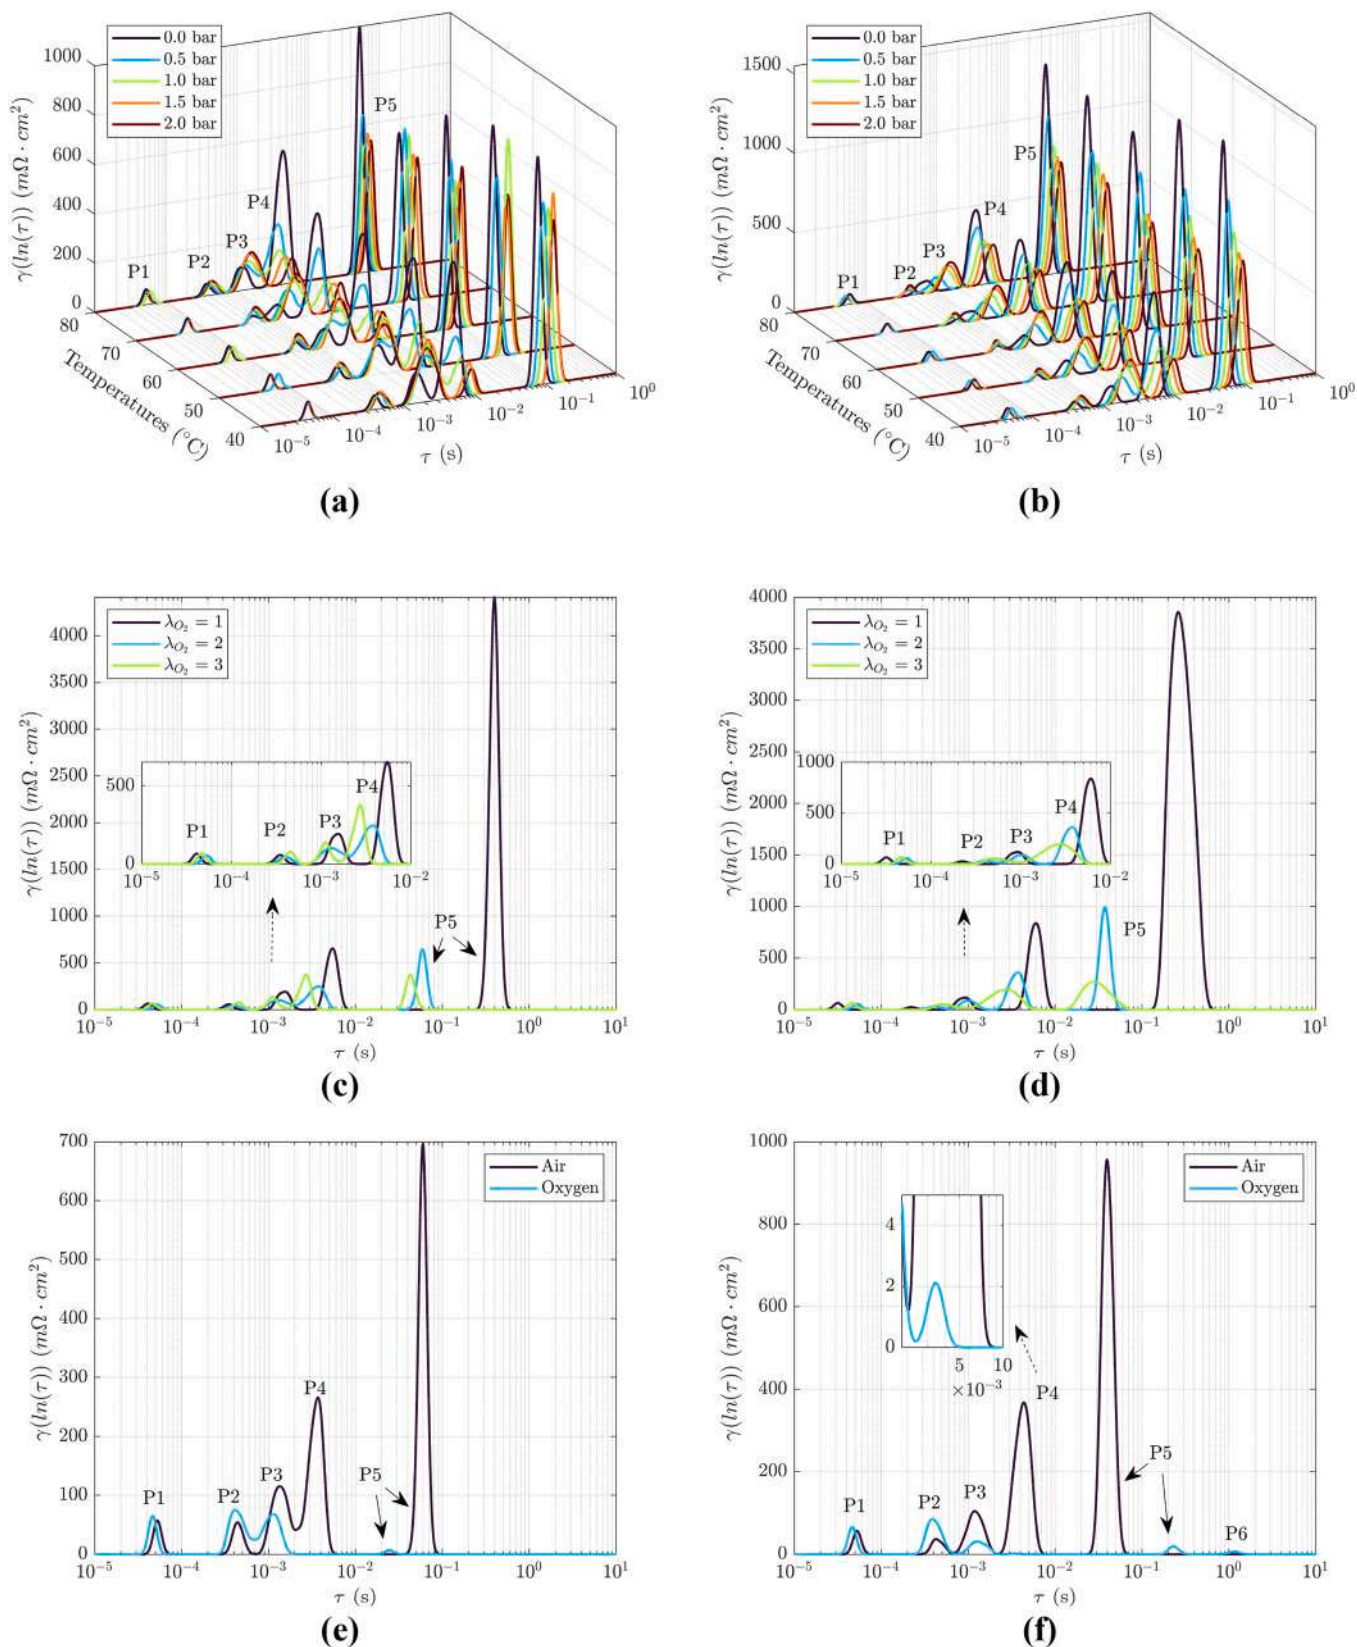 0.0 bar
0.5 bar
1.0 bar
1.5 bar
2.0 bar
1000
800
600
400
200
0
γ(ln(τ)) (mΩ · cm²)
P1
P2
P3
P4
P5
80
70
60
50
40
Temperatures (°C)
10⁻⁵
10⁻⁴
10⁻³
10⁻²
10⁻¹
10⁰
τ (s)
(a)
0.0 bar
0.5 bar
1.0 bar
1.5 bar
2.0 bar
1500
1000
500
0
γ(ln(τ)) (mΩ · cm²)
P1
P2
P3
P4
P5
80
70
60
50
40
Temperatures (°C)
10⁻⁵
10⁻⁴
10⁻³
10⁻²
10⁻¹
10⁰
τ (s)
(b)
λO₂ = 1
λO₂ = 2
λO₂ = 3
4000
3500
3000
2500
2000
1500
1000
500
0
γ(ln(τ)) (mΩ · cm²)
500
0
P1
P2
P3
P4
10⁻⁵ 10⁻⁴ 10⁻³ 10⁻²
P5
10⁻⁵ 10⁻⁴ 10⁻³ 10⁻² 10⁻¹ 10⁰ 10¹
τ (s)
(c)
λO₂ = 1
λO₂ = 2
λO₂ = 3
4000
3500
3000
2500
2000
1500
1000
500
0
γ(ln(τ)) (mΩ · cm²)
1000
500
0
P1
P2
P3
P4
10⁻⁵ 10⁻⁴ 10⁻³ 10⁻²
P5
10⁻⁵ 10⁻⁴ 10⁻³ 10⁻² 10⁻¹ 10⁰ 10¹
τ (s)
(d)
Air
Oxygen
700
600
500
400
300
200
100
0
γ(ln(τ)) (mΩ · cm²)
P1
P2
P3
P4
P5
10⁻⁵ 10⁻⁴ 10⁻³ 10⁻² 10⁻¹ 10⁰ 10¹
τ (s)
(e)
Air
Oxygen
1000
800
600
400
200
0
γ(ln(τ)) (mΩ · cm²)
4
2
0
5 10
×10⁻³
P1
P2
P3
P4
P5
P6
10⁻⁵ 10⁻⁴ 10⁻³ 10⁻² 10⁻¹ 10⁰ 10¹
τ (s)
(f)